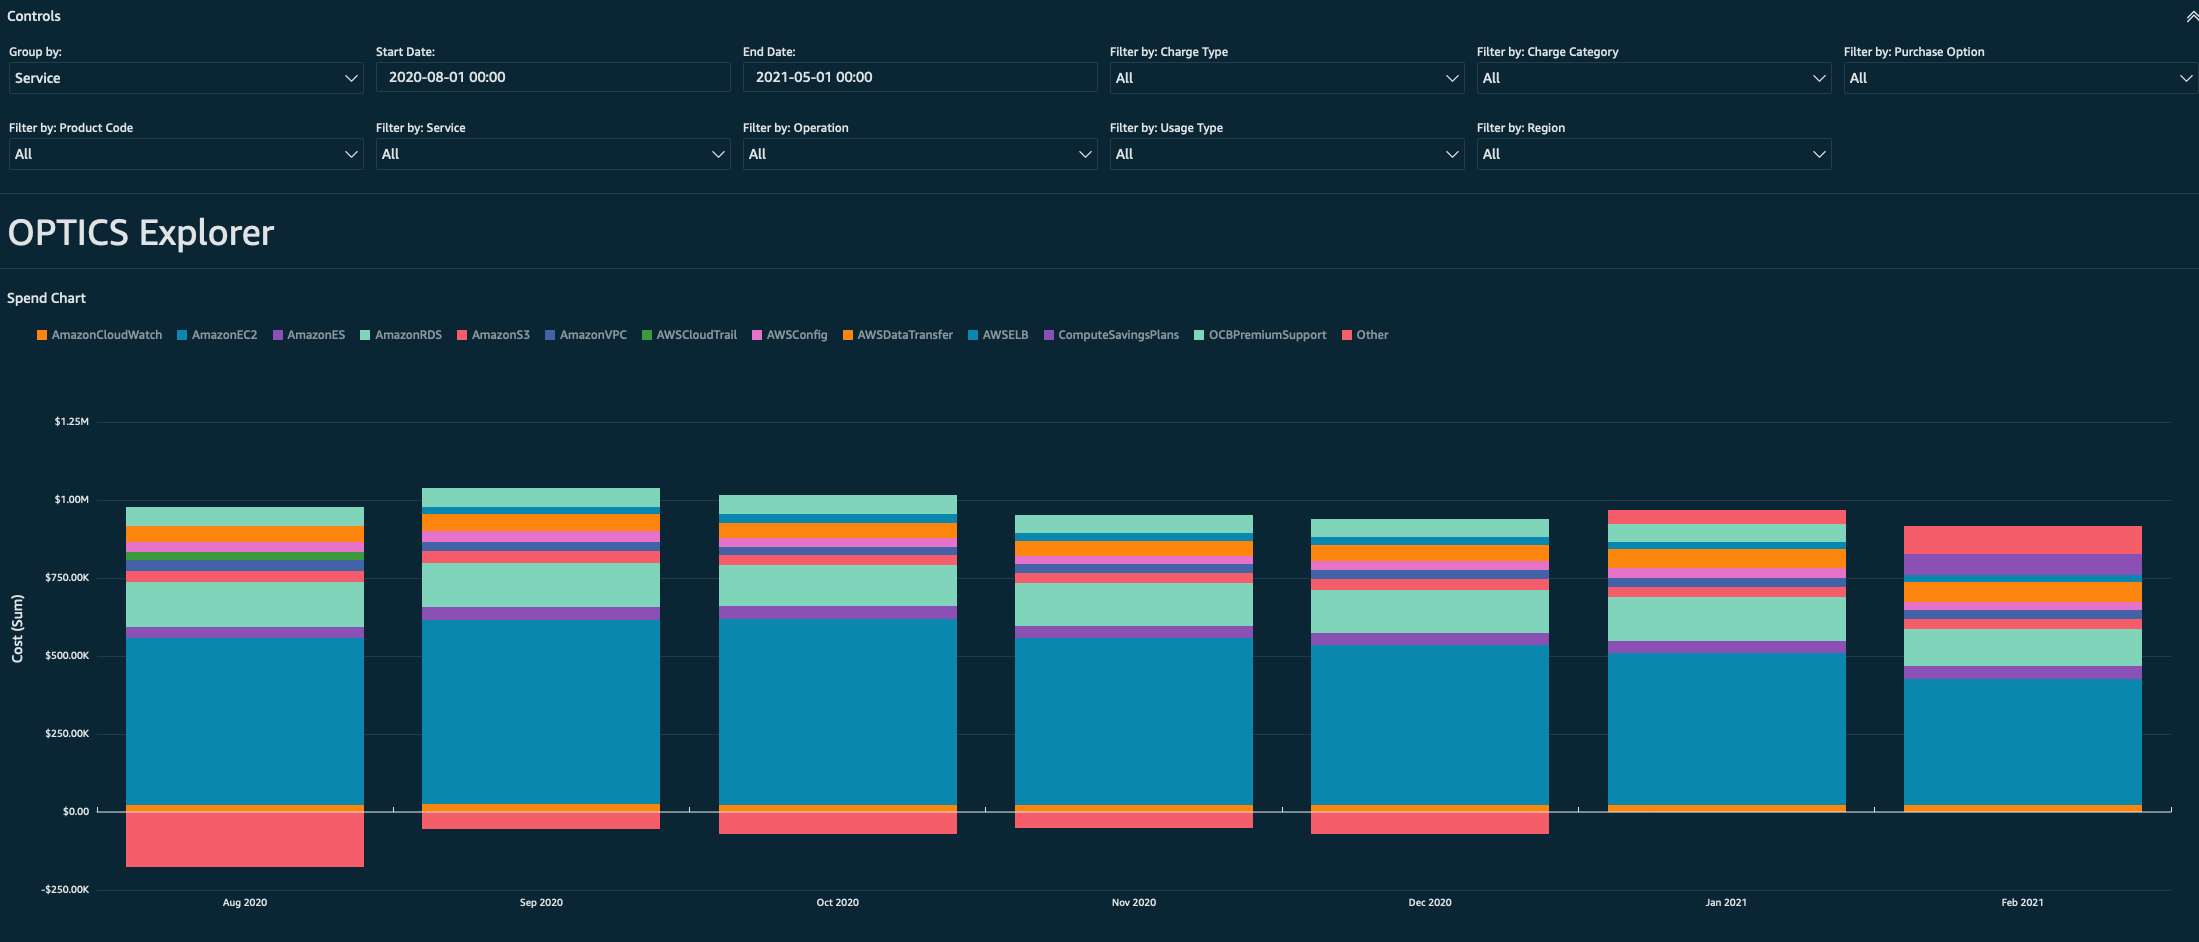 Controls
Group by: Start Date: End Date: Filter by: Charge Type Filter by: Charge Category Filter by: Purchase Option
Service 2020-08-01 00:00 2021-05-01 00:00 All All All
Filter by: Product Code Filter by: Service Filter by: Operation Filter by: Usage Type Filter by: Region
All All All All All
OPTICS Explorer
Spend Chart
AmazonCloudWatch AmazonEC2 AmazonES AmazonRDS AmazonS3 AmazonVPC AWSCloudTrail AWSConfig AWSDataTransfer AWSELB ComputeSavingsPlans OCBPremiumSupport Other
$1.25M
$1.00M
$750.00K
$500.00K
$250.00K
$0.00
-$250.00K
Cost (Sum)
Aug 2020 Sep 2020 Oct 2020 Nov 2020 Dec 2020 Jan 2021 Feb 2021